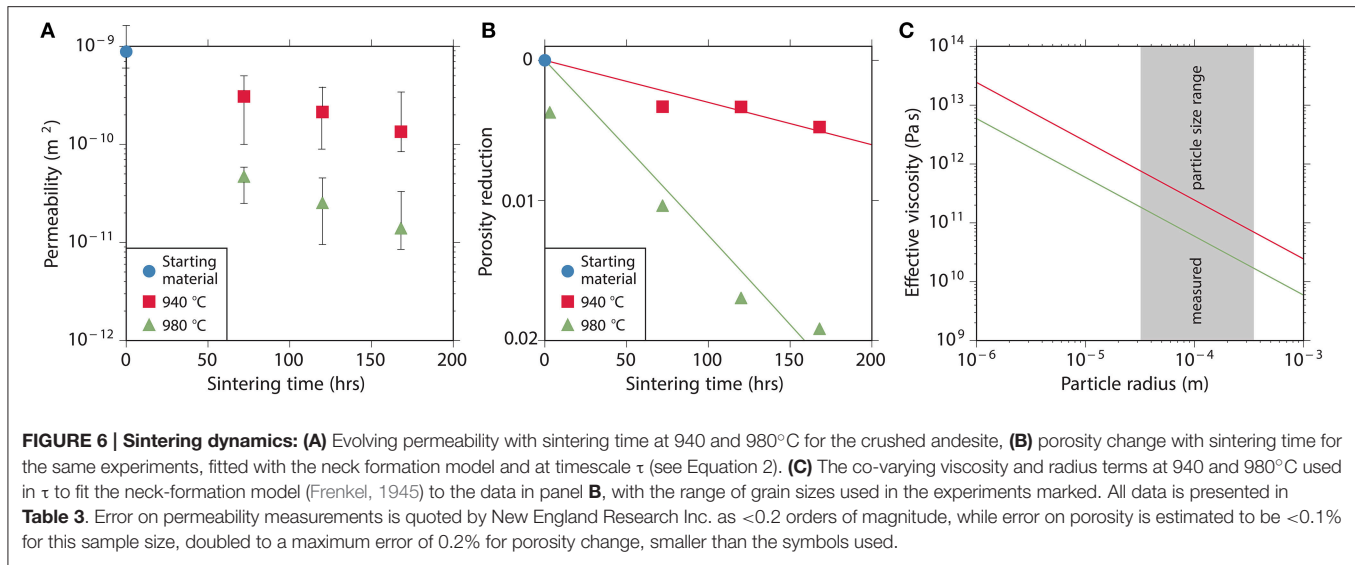 A
Permeability (m²)
10⁻⁹
10⁻¹⁰
10⁻¹¹
10⁻¹²
Starting
material
940 °C
980 °C
0 50 100 150 200
Sintering time (hrs)
B
Porosity reduction
0
0.01
0.02
Starting
material
940 °C
980 °C
0 50 100 150 200
Sintering time (hrs)
C
Effective viscosity (Pa s)
10¹⁴
10¹³
10¹²
10¹¹
10¹⁰
10⁹
measured
particle size range
10⁻⁶ 10⁻⁵ 10⁻⁴ 10⁻³
Particle radius (m)
FIGURE 6 | Sintering dynamics: (A) Evolving permeability with sintering time at 940 and 980°C for the crushed andesite, (B) porosity change with sintering time for
the same experiments, fitted with the neck formation model and at timescale τ (see Equation 2). (C) The co-varying viscosity and radius terms at 940 and 980°C used
in τ to fit the neck-formation model (Frenkel, 1945) to the data in panel B, with the range of grain sizes used in the experiments marked. All data is presented in
Table 3. Error on permeability measurements is quoted by New England Research Inc. as <0.2 orders of magnitude, while error on porosity is estimated to be <0.1%
for this sample size, doubled to a maximum error of 0.2% for porosity change, smaller than the symbols used.